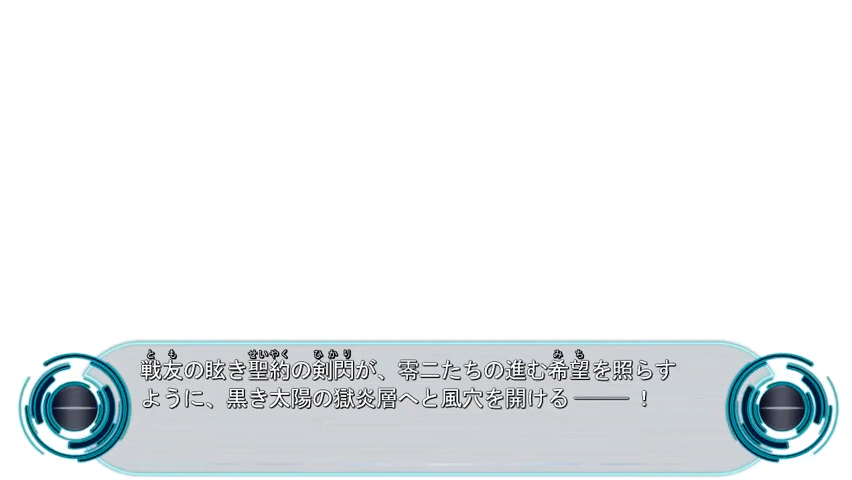 戦友の眩き聖約の剣閃が、零二たちの進む希望を照らす
ように、黒き太陽の獄炎層へと風穴を開ける―――！